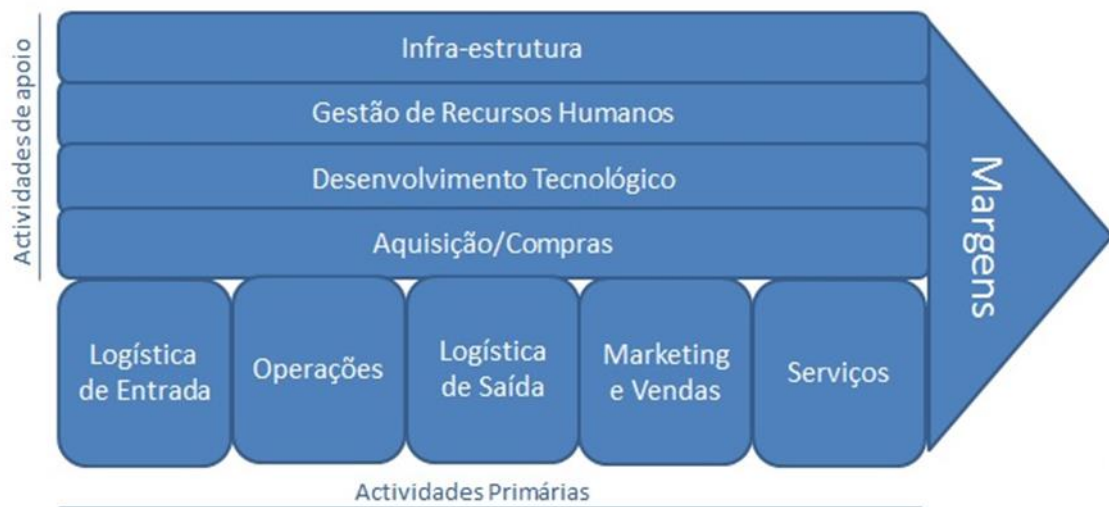 Actividades de apoio
Infra-estrutura
Gestão de Recursos Humanos
Desenvolvimento Tecnológico
Aquisição/Compras
Logística
de Entrada
Operações
Logística
de Saída
Marketing
e Vendas
Serviços
Margens
Actividades Primárias